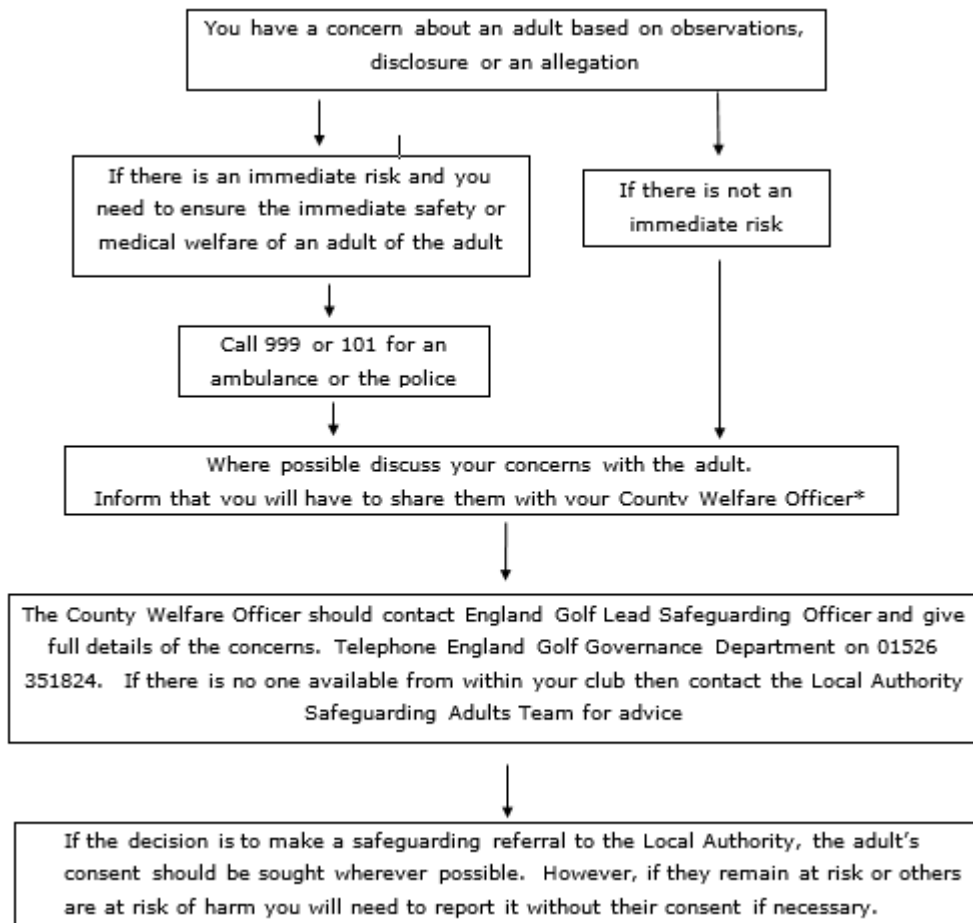 You have a concern about an adult based on observations,
disclosure or an allegation
If there is an immediate risk and you
need to ensure the immediate safety or
medical welfare of an adult of the adult
If there is not an
immediate risk
Call 999 or 101 for an
ambulance or the police
Where possible discuss your concerns with the adult.
Inform that you will have to share them with your County Welfare Officer*
The County Welfare Officer should contact England Golf Lead Safeguarding Officer and give
full details of the concerns. Telephone England Golf Governance Department on 01526
351824. If there is no one available from within your club then contact the Local Authority
Safeguarding Adults Team for advice
If the decision is to make a safeguarding referral to the Local Authority, the adult's
consent should be sought wherever possible. However, if they remain at risk or others
are at risk of harm you will need to report it without their consent if necessary.